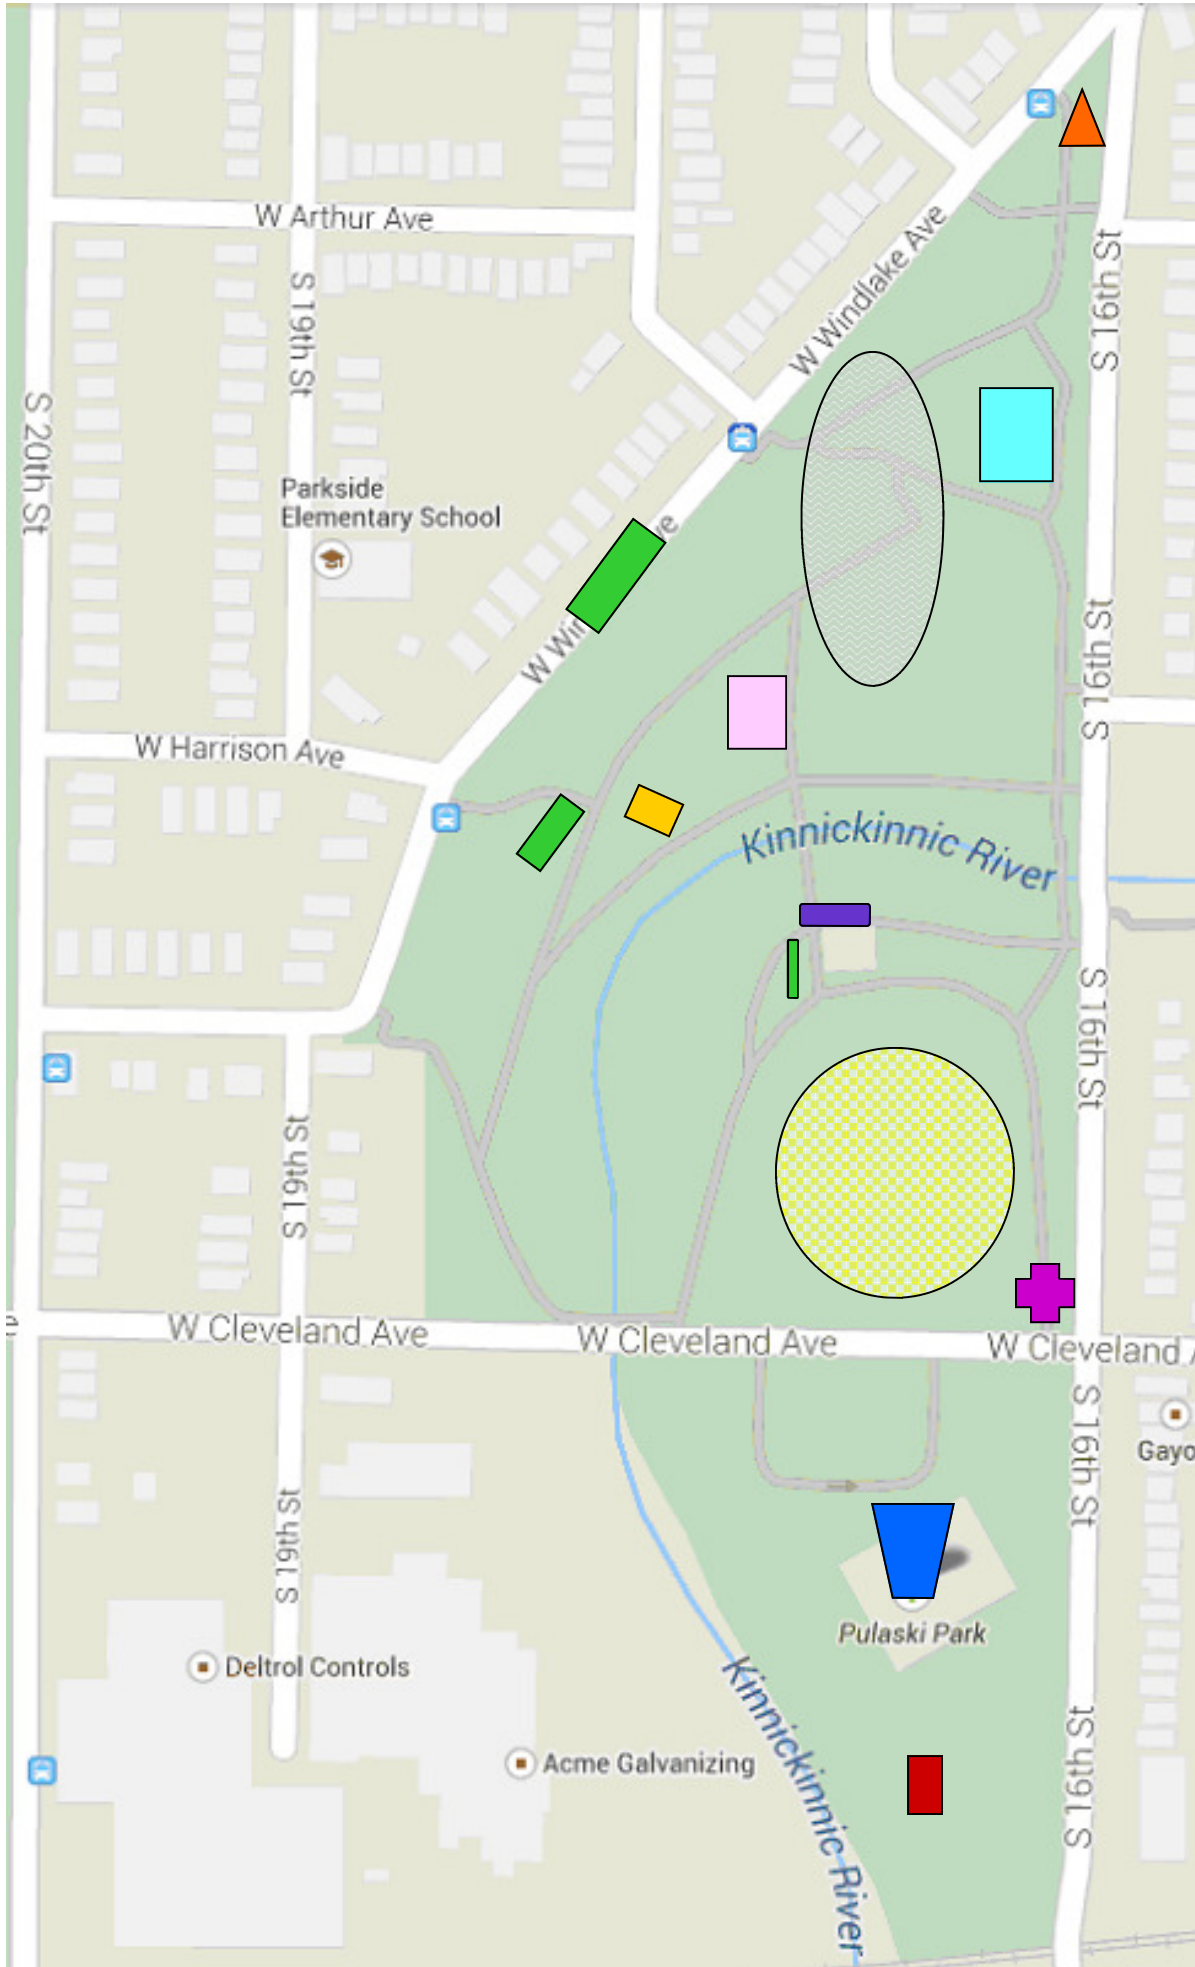 W Arthur Ave
W Windlake Ave
S 16th St
S 19th St
S 20th St
Parkside
Elementary School
W Harrison Ave
S 16th St
Kinnickinnic River
S 16th St
S 19th St
W Cleveland Ave
W Cleveland Ave
W Cleveland
S 16th St
Gayo
S 19th St
Pulaski Park
Deltrol Controls
Kinnickinnic River
Acme Galvanizing
S 16th St